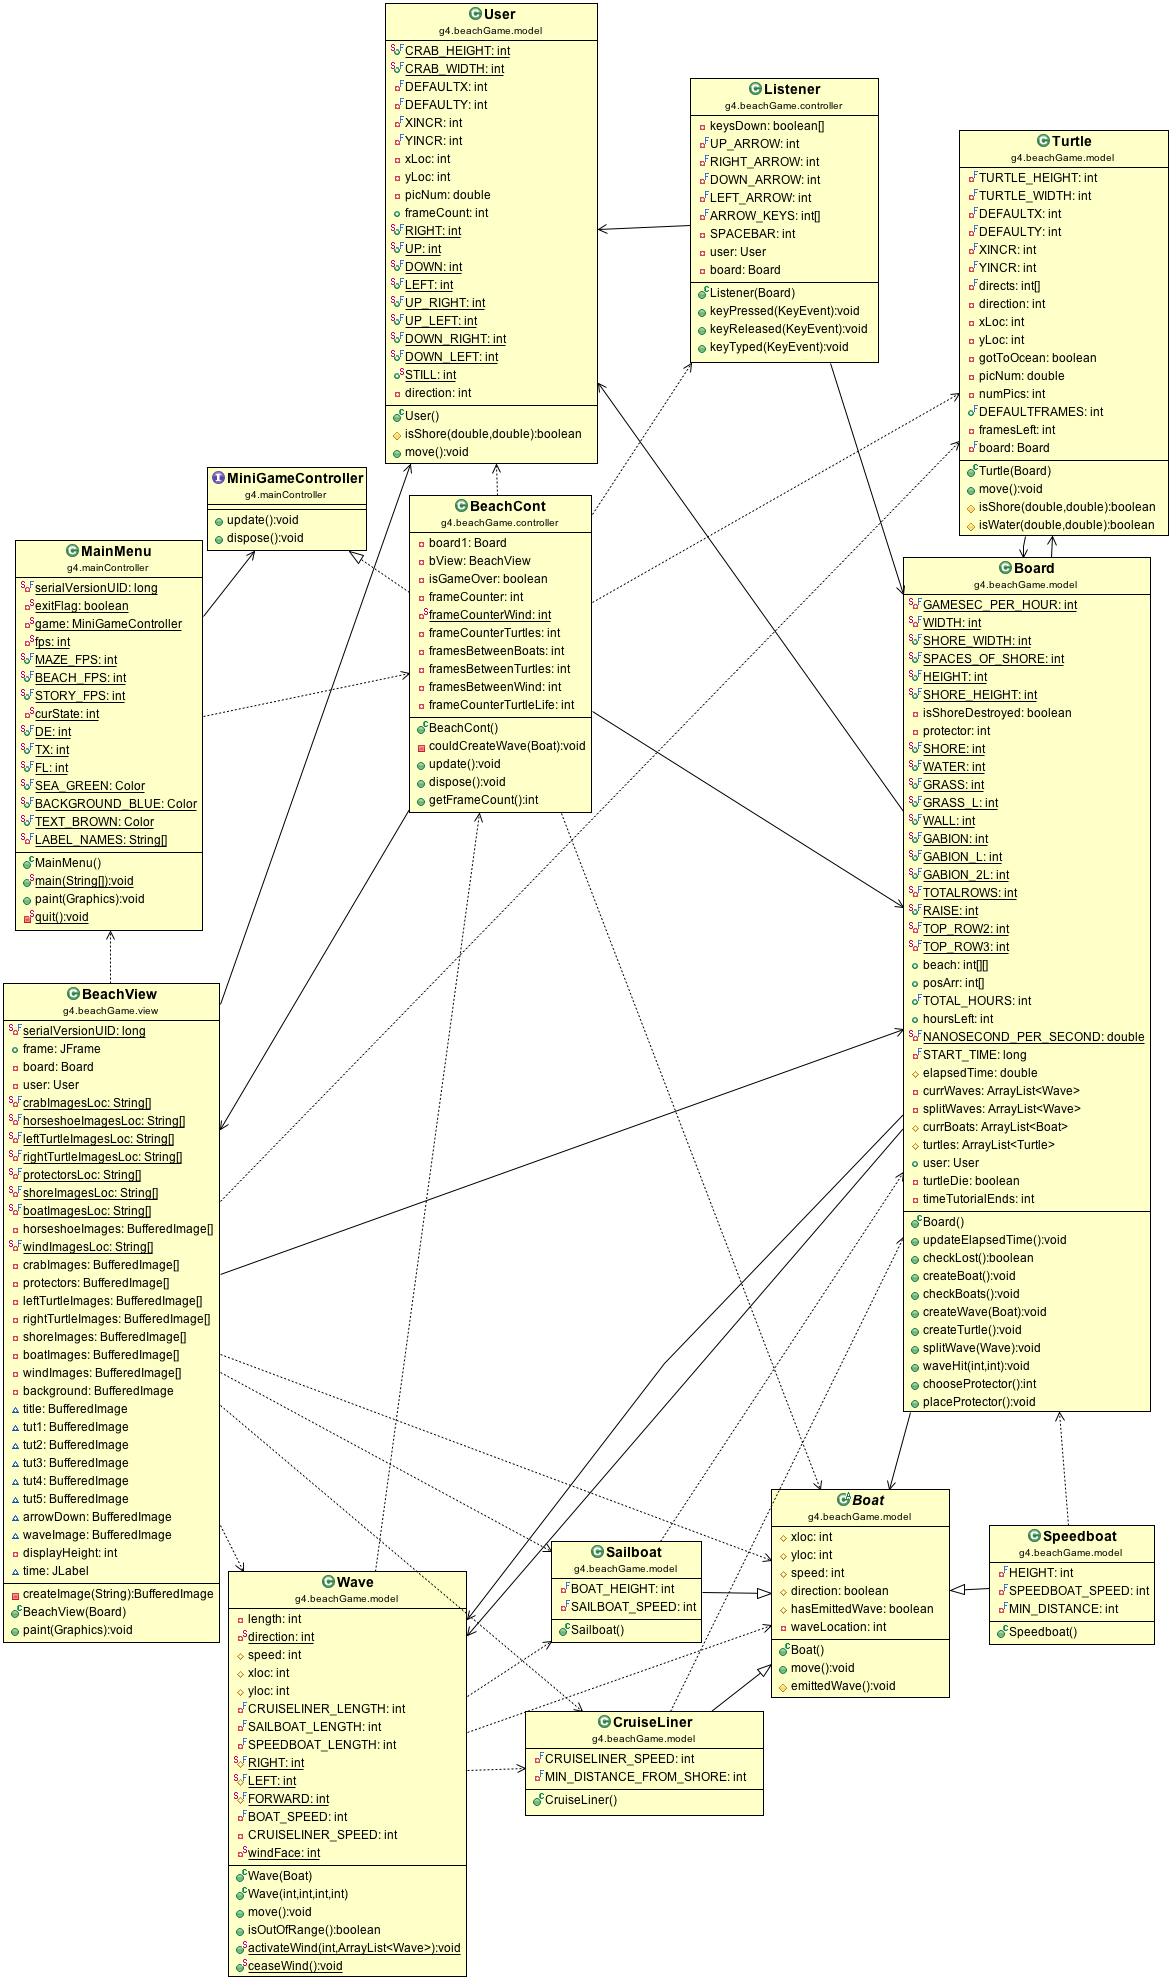 User
g4.beachGame.model
CRAB_HEIGHT: int
CRAB_WIDTH: int
DEFAULTX: int
DEFAULTY: int
XINCR: int
YINCR: int
xLoc: int
yLoc: int
picNum: double
frameCount: int
RIGHT: int
UP: int
DOWN: int
LEFT: int
UP_RIGHT: int
UP_LEFT: int
DOWN_RIGHT: int
DOWN_LEFT: int
STILL: int
direction: int
User()
isShore(double,double):boolean
move():void
Listener
g4.beachGame.controller
keysDown: boolean[]
UP_ARROW: int
RIGHT_ARROW: int
DOWN_ARROW: int
LEFT_ARROW: int
ARROW_KEYS: int[]
SPACEBAR: int
user: User
board: Board
Listener(Board)
keyPressed(KeyEvent):void
keyReleased(KeyEvent):void
keyTyped(KeyEvent):void
Turtle
g4.beachGame.model
TURTLE_HEIGHT: int
TURTLE_WIDTH: int
DEFAULTX: int
DEFAULTY: int
XINCR: int
YINCR: int
directs: int[]
direction: int
xLoc: int
yLoc: int
gotToOcean: boolean
picNum: double
numPics: int
DEFAULTFRAMES: int
framesLeft: int
board: Board
Turtle(Board)
move():void
isShore(double,double):boolean
isWater(double,double):boolean
MiniGameController
g4.mainController
update():void
dispose():void
MainMenu
g4.mainController
serialVersionUID: long
exitFlag: boolean
game: MiniGameController
fps: int
MAZE_FPS: int
BEACH_FPS: int
STORY_FPS: int
curState: int
DE: int
TX: int
FL: int
SEA_GREEN: Color
BACKGROUND_BLUE: Color
TEXT_BROWN: Color
LABEL_NAMES: String[]
MainMenu()
main(String[]):void
paint(Graphics):void
quit():void
BeachCont
g4.beachGame.controller
board1: Board
bView: BeachView
isGameOver: boolean
frameCounter: int
frameCounterWind: int
frameCounterTurtles: int
framesBetweenBoats: int
framesBetweenTurtles: int
framesBetweenWind: int
frameCounterTurtleLife: int
BeachCont()
couldCreateWave(Boat):void
update():void
dispose():void
getFrameCount():int
Board
g4.beachGame.model
GAMESEC_PER_HOUR: int
WIDTH: int
SHORE_WIDTH: int
SPACES_OF_SHORE: int
HEIGHT: int
SHORE_HEIGHT: int
isShoreDestroyed: boolean
protector: int
SHORE: int
WATER: int
GRASS: int
GRASS_L: int
WALL: int
GABION: int
GABION_L: int
GABION_2L: int
TOTALROWS: int
RAISE: int
TOP_ROW2: int
TOP_ROW3: int
beach: int[][]
posArr: int[]
TOTAL_HOURS: int
hoursLeft: int
NANOSECOND_PER_SECOND: double
START_TIME: long
elapsedTime: double
currWaves: ArrayList<Wave>
splitWaves: ArrayList<Wave>
currBoats: ArrayList<Boat>
turtles: ArrayList<Turtle>
user: User
turtleDie: boolean
timeTutorialEnds: int
Board()
updateElapsedTime():void
checkLost():boolean
createBoat():void
checkBoats():void
createWave(Boat):void
createTurtle():void
splitWave(Wave):void
waveHit(int,int):void
chooseProtector():int
placeProtector():void
BeachView
g4.beachGame.view
serialVersionUID: long
frame: JFrame
board: Board
user: User
crabImagesLoc: String[]
horseshoeImagesLoc: String[]
leftTurtleImagesLoc: String[]
rightTurtleImagesLoc: String[]
protectorsLoc: String[]
shoreImagesLoc: String[]
boatImagesLoc: String[]
horseshoeImages: BufferedImage[]
windImagesLoc: String[]
crabImages: BufferedImage[]
protectors: BufferedImage[]
leftTurtleImages: BufferedImage[]
rightTurtleImages: BufferedImage[]
shoreImages: BufferedImage[]
boatImages: BufferedImage[]
windImages: BufferedImage[]
background: BufferedImage
title: BufferedImage
tut1: BufferedImage
tut2: BufferedImage
tut3: BufferedImage
tut4: BufferedImage
tut5: BufferedImage
arrowDown: BufferedImage
waveImage: BufferedImage
displayHeight: int
time: JLabel
createImage(String):BufferedImage
BeachView(Board)
paint(Graphics):void
Boat
g4.beachGame.model
xloc: int
yloc: int
speed: int
direction: boolean
hasEmittedWave: boolean
waveLocation: int
Boat()
move():void
emittedWave():void
Speedboat
g4.beachGame.model
HEIGHT: int
SPEEDBOAT_SPEED: int
MIN_DISTANCE: int
Speedboat()
Sailboat
g4.beachGame.model
BOAT_HEIGHT: int
SAILBOAT_SPEED: int
Sailboat()
Wave
g4.beachGame.model
length: int
direction: int
speed: int
xloc: int
yloc: int
CRUISELINER_LENGTH: int
SAILBOAT_LENGTH: int
SPEEDBOAT_LENGTH: int
RIGHT: int
LEFT: int
FORWARD: int
BOAT_SPEED: int
CRUISELINER_SPEED: int
windFace: int
Wave(Boat)
Wave(int,int,int,int)
move():void
isOutOfRange():boolean
activateWind(int,ArrayList<Wave>):void
ceaseWind():void
CruiseLiner
g4.beachGame.model
CRUISELINER_SPEED: int
MIN_DISTANCE_FROM_SHORE: int
CruiseLiner()